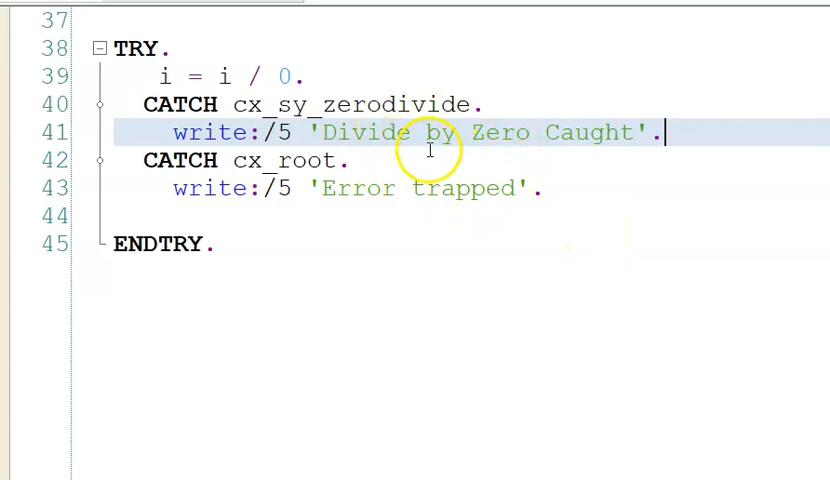 37
38 TRY.
39 i = i / 0.
40 CATCH cx_sy_zerodivide.
41 write:/5 'Divide by Zero Caught'.
42 CATCH cx_root.
43 write:/5 'Error trapped'.
44
45 ENDTRY.